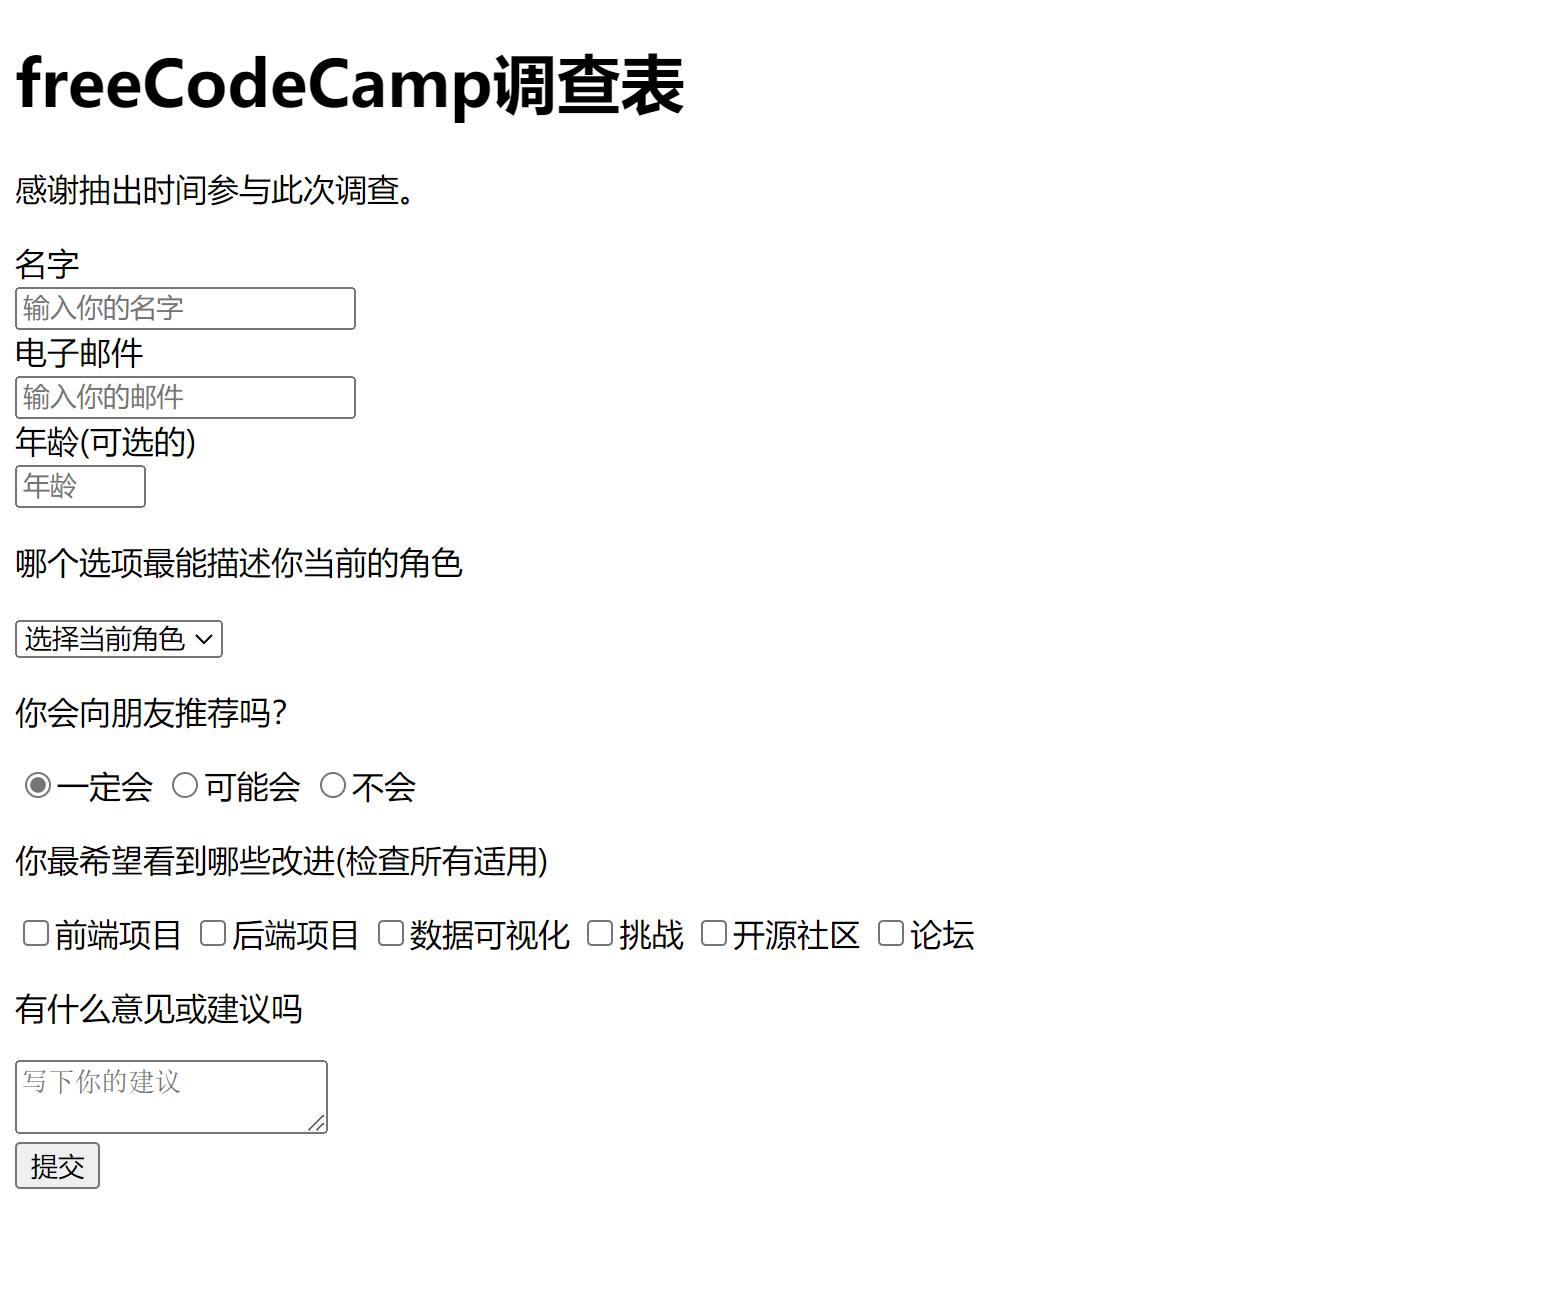 freeCodeCamp调查表
感谢抽出时间参与此次调查。
名字
输入你的名字
电子邮件
输入你的邮件
年龄(可选的)
年龄
哪个选项最能描述你当前的角色
选择当前角色
你会向朋友推荐吗?
一定会 可能会 不会
你最希望看到哪些改进(检查所有适用)
前端项目 后端项目 数据可视化 挑战 开源社区 论坛
有什么意见或建议吗
写下你的建议
提交